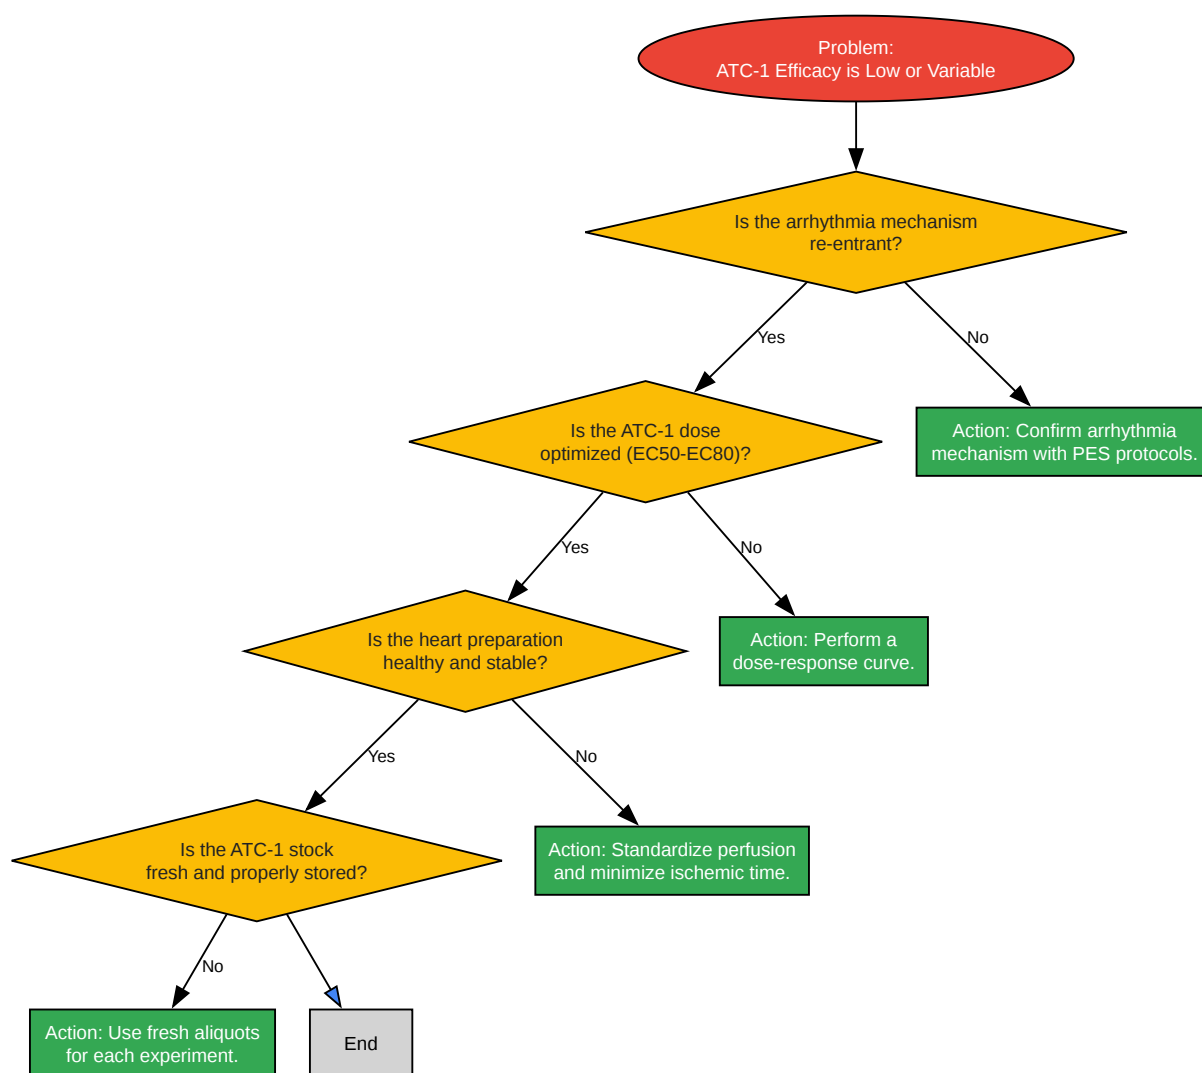 Problem:
ATC-1 Efficacy is Low or Variable
Is the arrhythmia mechanism
re-entrant?
Yes
No
Is the ATC-1 dose
optimized (EC50-EC80)?
Action: Confirm arrhythmia
mechanism with PES protocols.
Yes
No
Is the heart preparation
healthy and stable?
Action: Perform a
dose-response curve.
Yes
No
Is the ATC-1 stock
fresh and properly stored?
Action: Standardize perfusion
and minimize ischemic time.
No
Action: Use fresh aliquots
for each experiment.
End